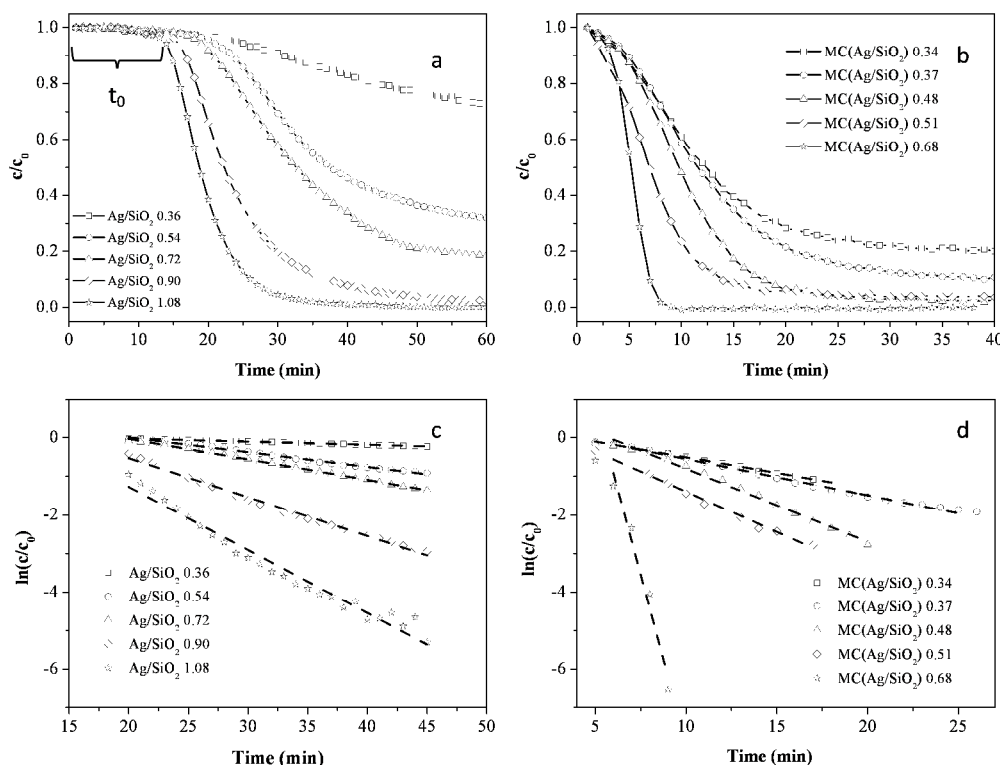 a
t₀
c/c₀
1.0
0.8
0.6
0.4
0.2
0.0
Ag/SiO₂ 0.36
Ag/SiO₂ 0.54
Ag/SiO₂ 0.72
Ag/SiO₂ 0.90
Ag/SiO₂ 1.08
0 10 20 30 40 50 60
Time (min)
b
MC(Ag/SiO₂) 0.34
MC(Ag/SiO₂) 0.37
MC(Ag/SiO₂) 0.48
MC(Ag/SiO₂) 0.51
MC(Ag/SiO₂) 0.68
c/c₀
1.0
0.8
0.6
0.4
0.2
0.0
0 5 10 15 20 25 30 35 40
Time (min)
c
ln(c/c₀)
0
-2
-4
-6
Ag/SiO₂ 0.36
Ag/SiO₂ 0.54
Ag/SiO₂ 0.72
Ag/SiO₂ 0.90
Ag/SiO₂ 1.08
15 20 25 30 35 40 45 50
Time (min)
d
ln(c/c₀)
0
-2
-4
-6
MC(Ag/SiO₂) 0.34
MC(Ag/SiO₂) 0.37
MC(Ag/SiO₂) 0.48
MC(Ag/SiO₂) 0.51
MC(Ag/SiO₂) 0.68
5 10 15 20 25
Time (min)